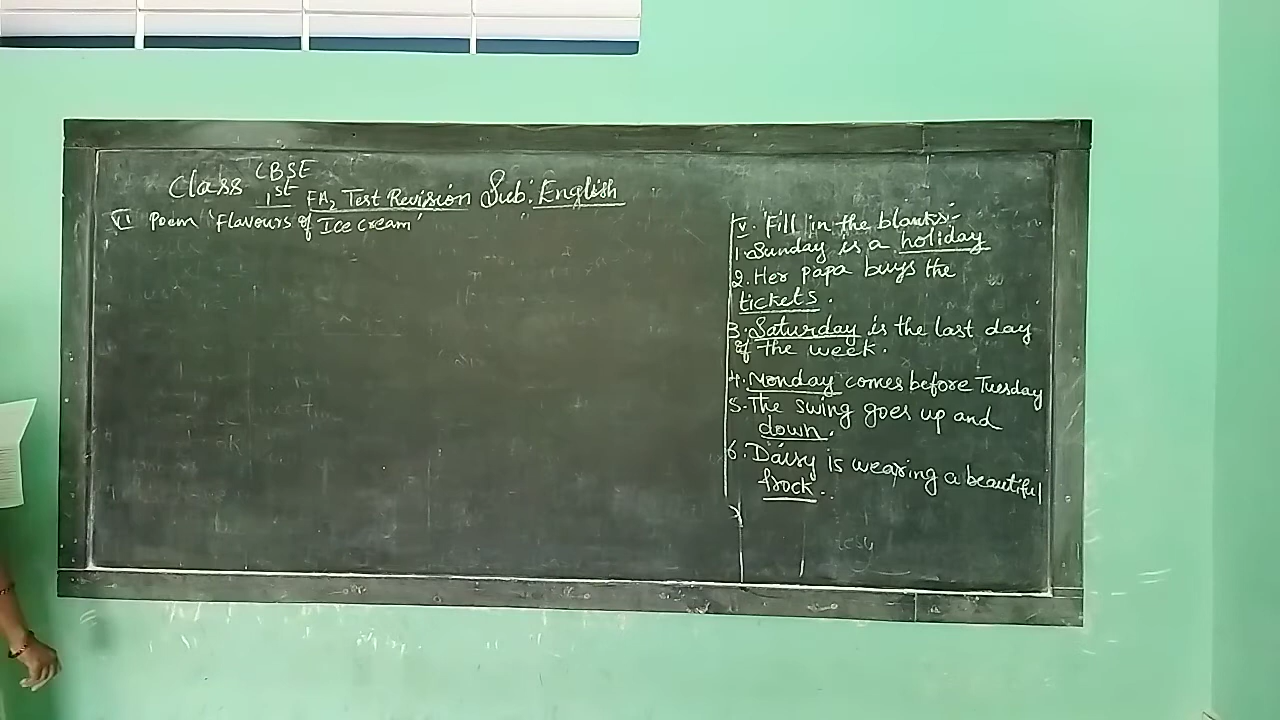 CBSE
Class 1st FA2 Test Revision Sub: English
VI Poem 'Flavours of Ice cream'
V. Fill in the blanks-
1. Sunday is a holiday
2. Her papa buys the
tickets.
3. Saturday is the last day
of the week.
4. Monday comes before Tuesday
5. The swing goes up and
down.
6. Daisy is wearing a beautiful
frock..